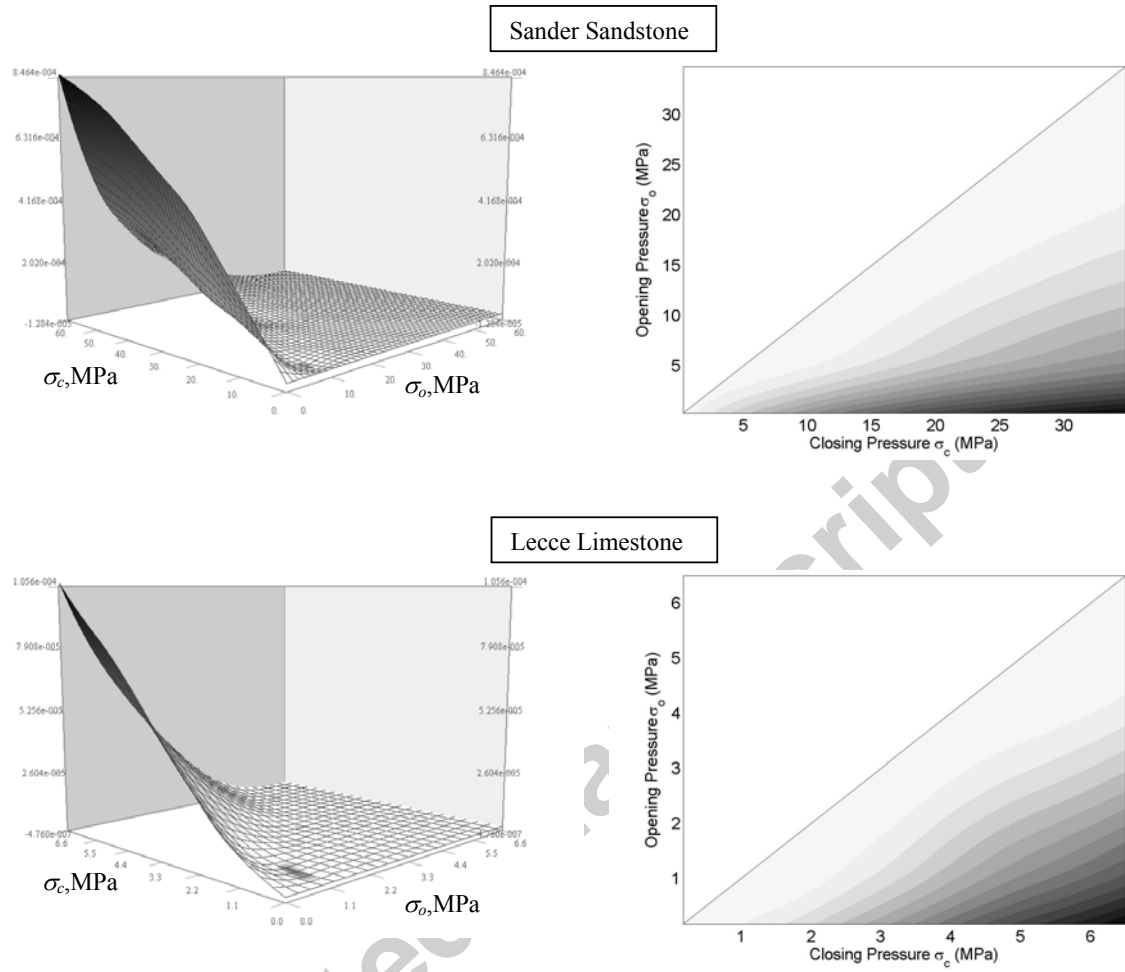 Sander Sandstone
8.464e-004
8.464e-004
6.316e-004
6.316e-004
4.168e-004
4.168e-004
2.020e-004
2.020e-004
-1.284e-005
-1.284e-005
60. 50. 40. 30. 20. 10. 0.
0. 10. 20. 30. 40. 50. 60.
σc,MPa
σo,MPa
Opening Pressure σo (MPa)
30
25
20
15
10
5
5 10 15 20 25 30
Closing Pressure σc (MPa)
Lecce Limestone
1.056e-004
1.056e-004
7.908e-005
7.908e-005
5.256e-005
5.256e-005
2.604e-005
2.604e-005
-4.760e-007
-4.760e-007
6.6 5.5 4.4 3.3 2.2 1.1 0.0
0.0 1.1 2.2 3.3 4.4 5.5 6.6
σc,MPa
σo,MPa
Opening Pressure σo (MPa)
6
5
4
3
2
1
1 2 3 4 5 6
Closing Pressure σc (MPa)